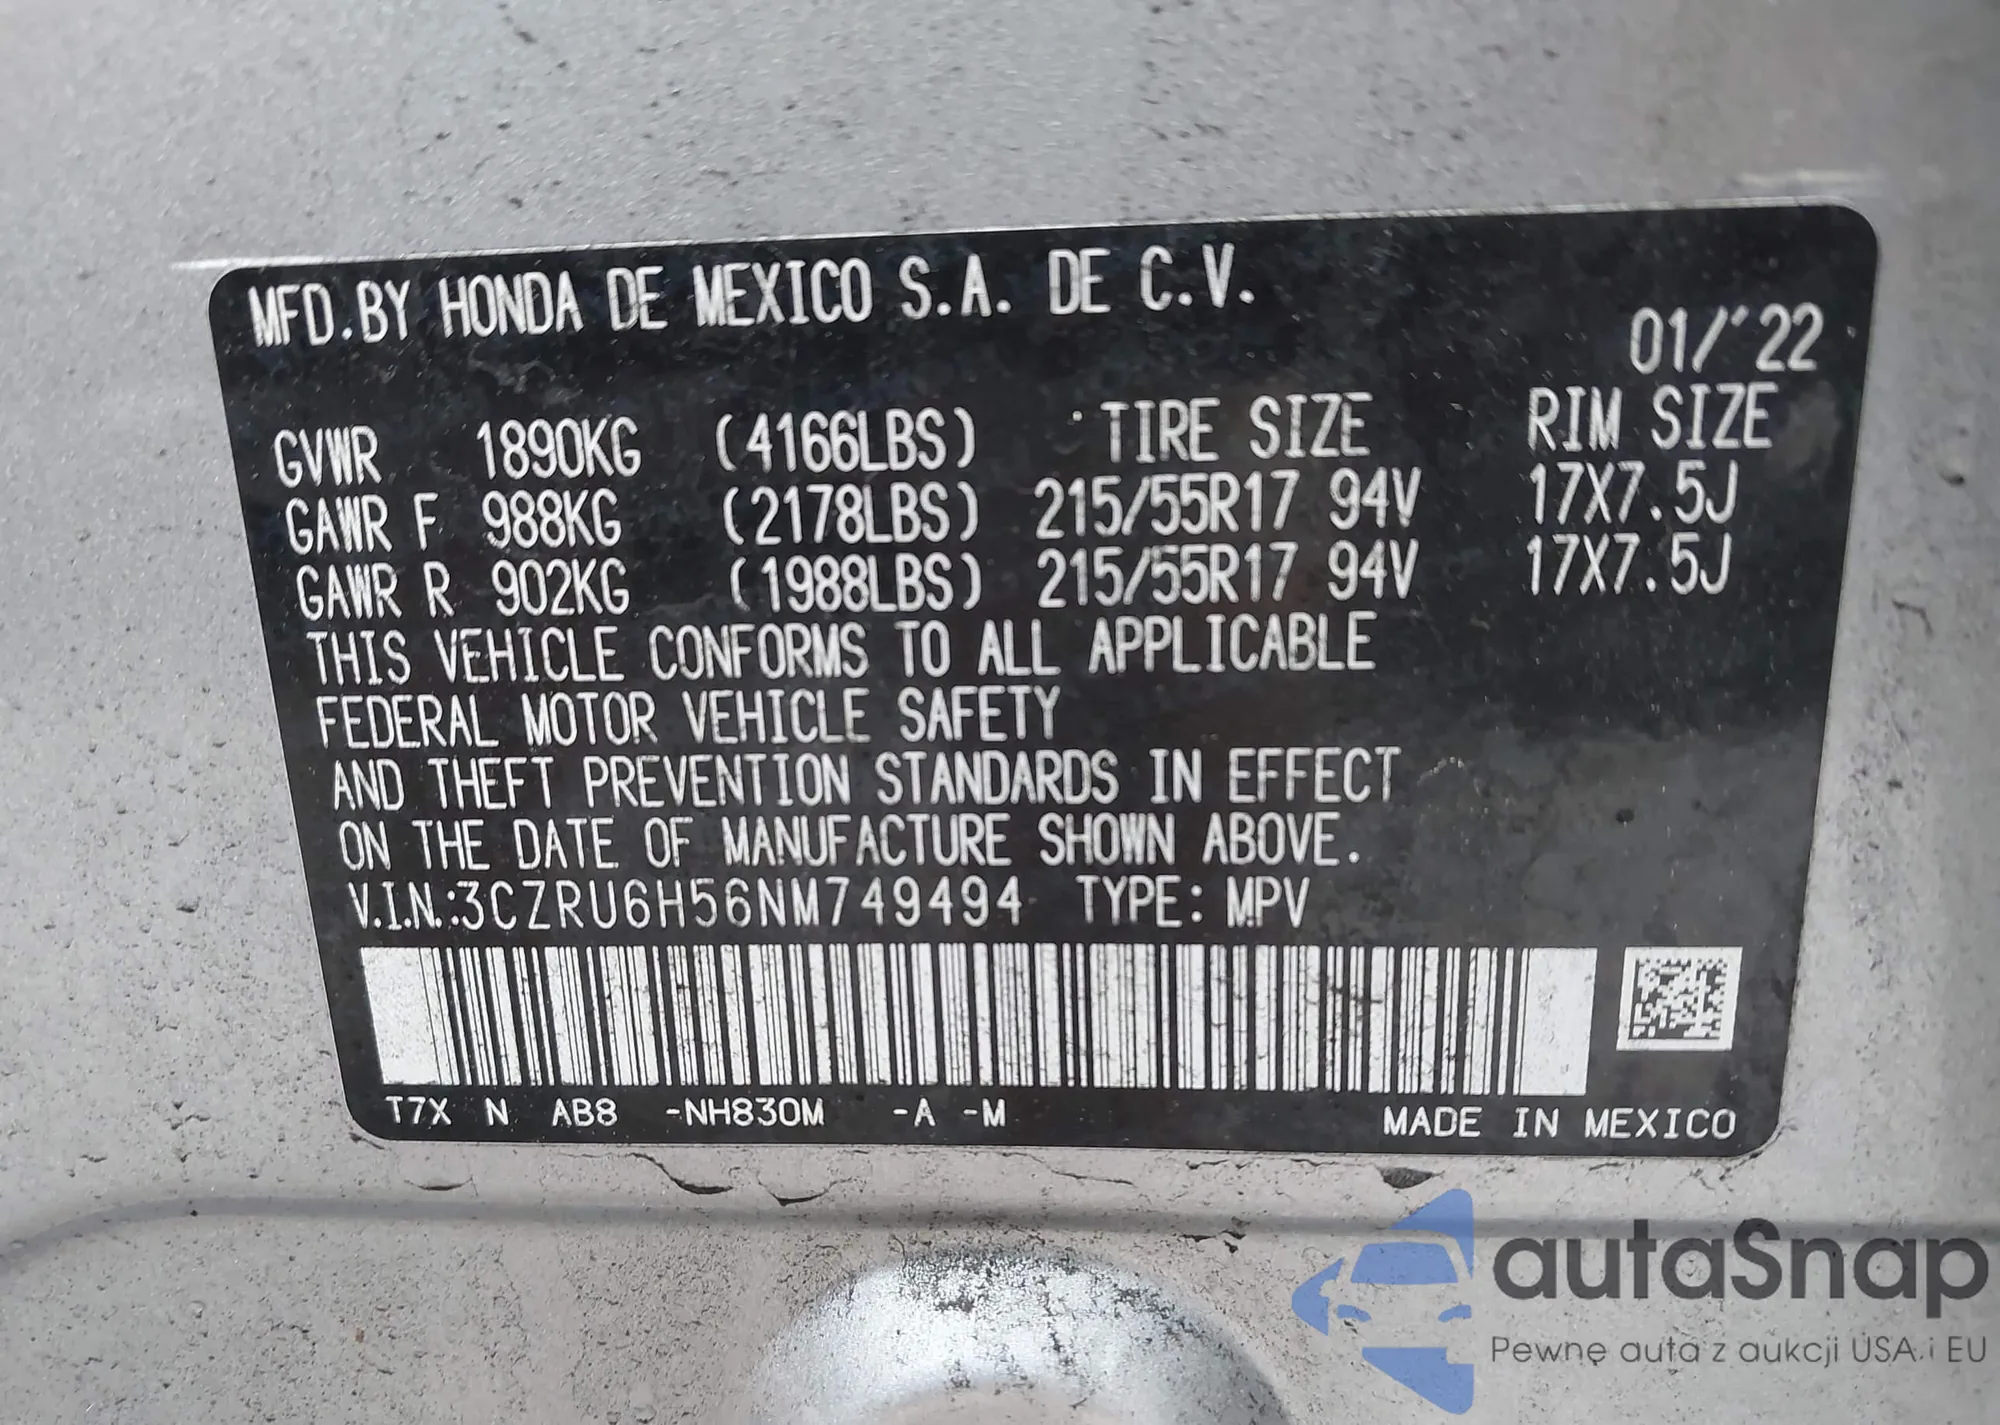 MFD.BY HONDA DE MEXICO S.A. DE C.V.
01/'22
GVWR 1890KG (4166LBS) TIRE SIZE RIM SIZE
GAWR F 988KG (2178LBS) 215/55R17 94V 17X7.5J
GAWR R 902KG (1988LBS) 215/55R17 94V 17X7.5J
THIS VEHICLE CONFORMS TO ALL APPLICABLE
FEDERAL MOTOR VEHICLE SAFETY
AND THEFT PREVENTION STANDARDS IN EFFECT
ON THE DATE OF MANUFACTURE SHOWN ABOVE.
V.I.N.:3CZRU6H56NM749494 TYPE: MPV
T7X N AB8 -NH830M -A -M MADE IN MEXICO
autaSnap
Pewne auta z aukcji USA i EU